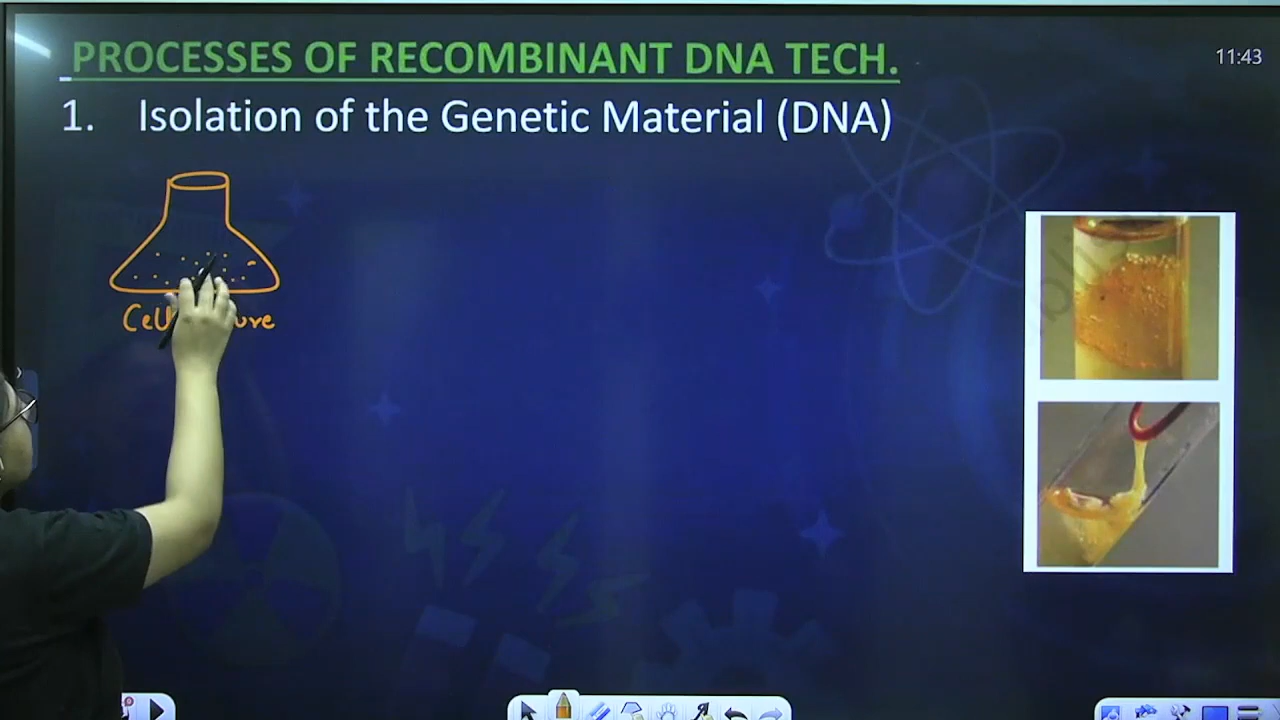 PROCESSES OF RECOMBINANT DNA TECH.
11:43
1. Isolation of the Genetic Material (DNA)